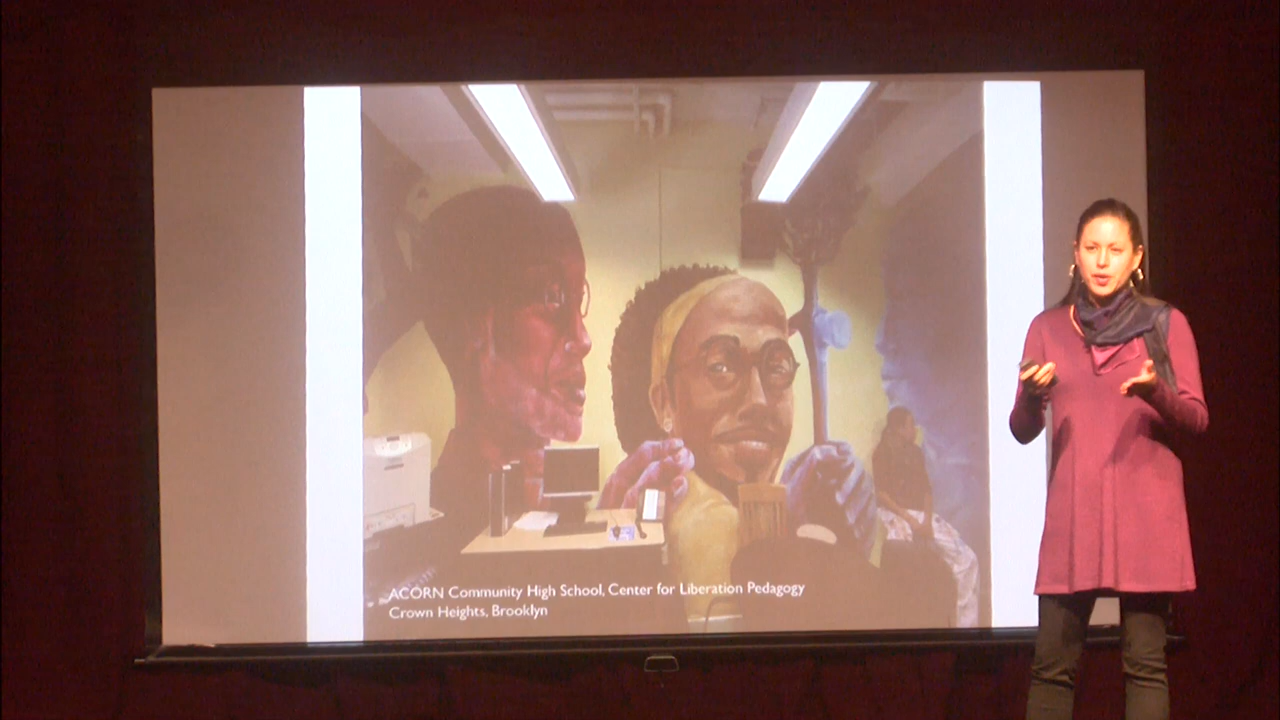 ACORN Community High School, Center for Liberation Pedagogy
Crown Heights, Brooklyn